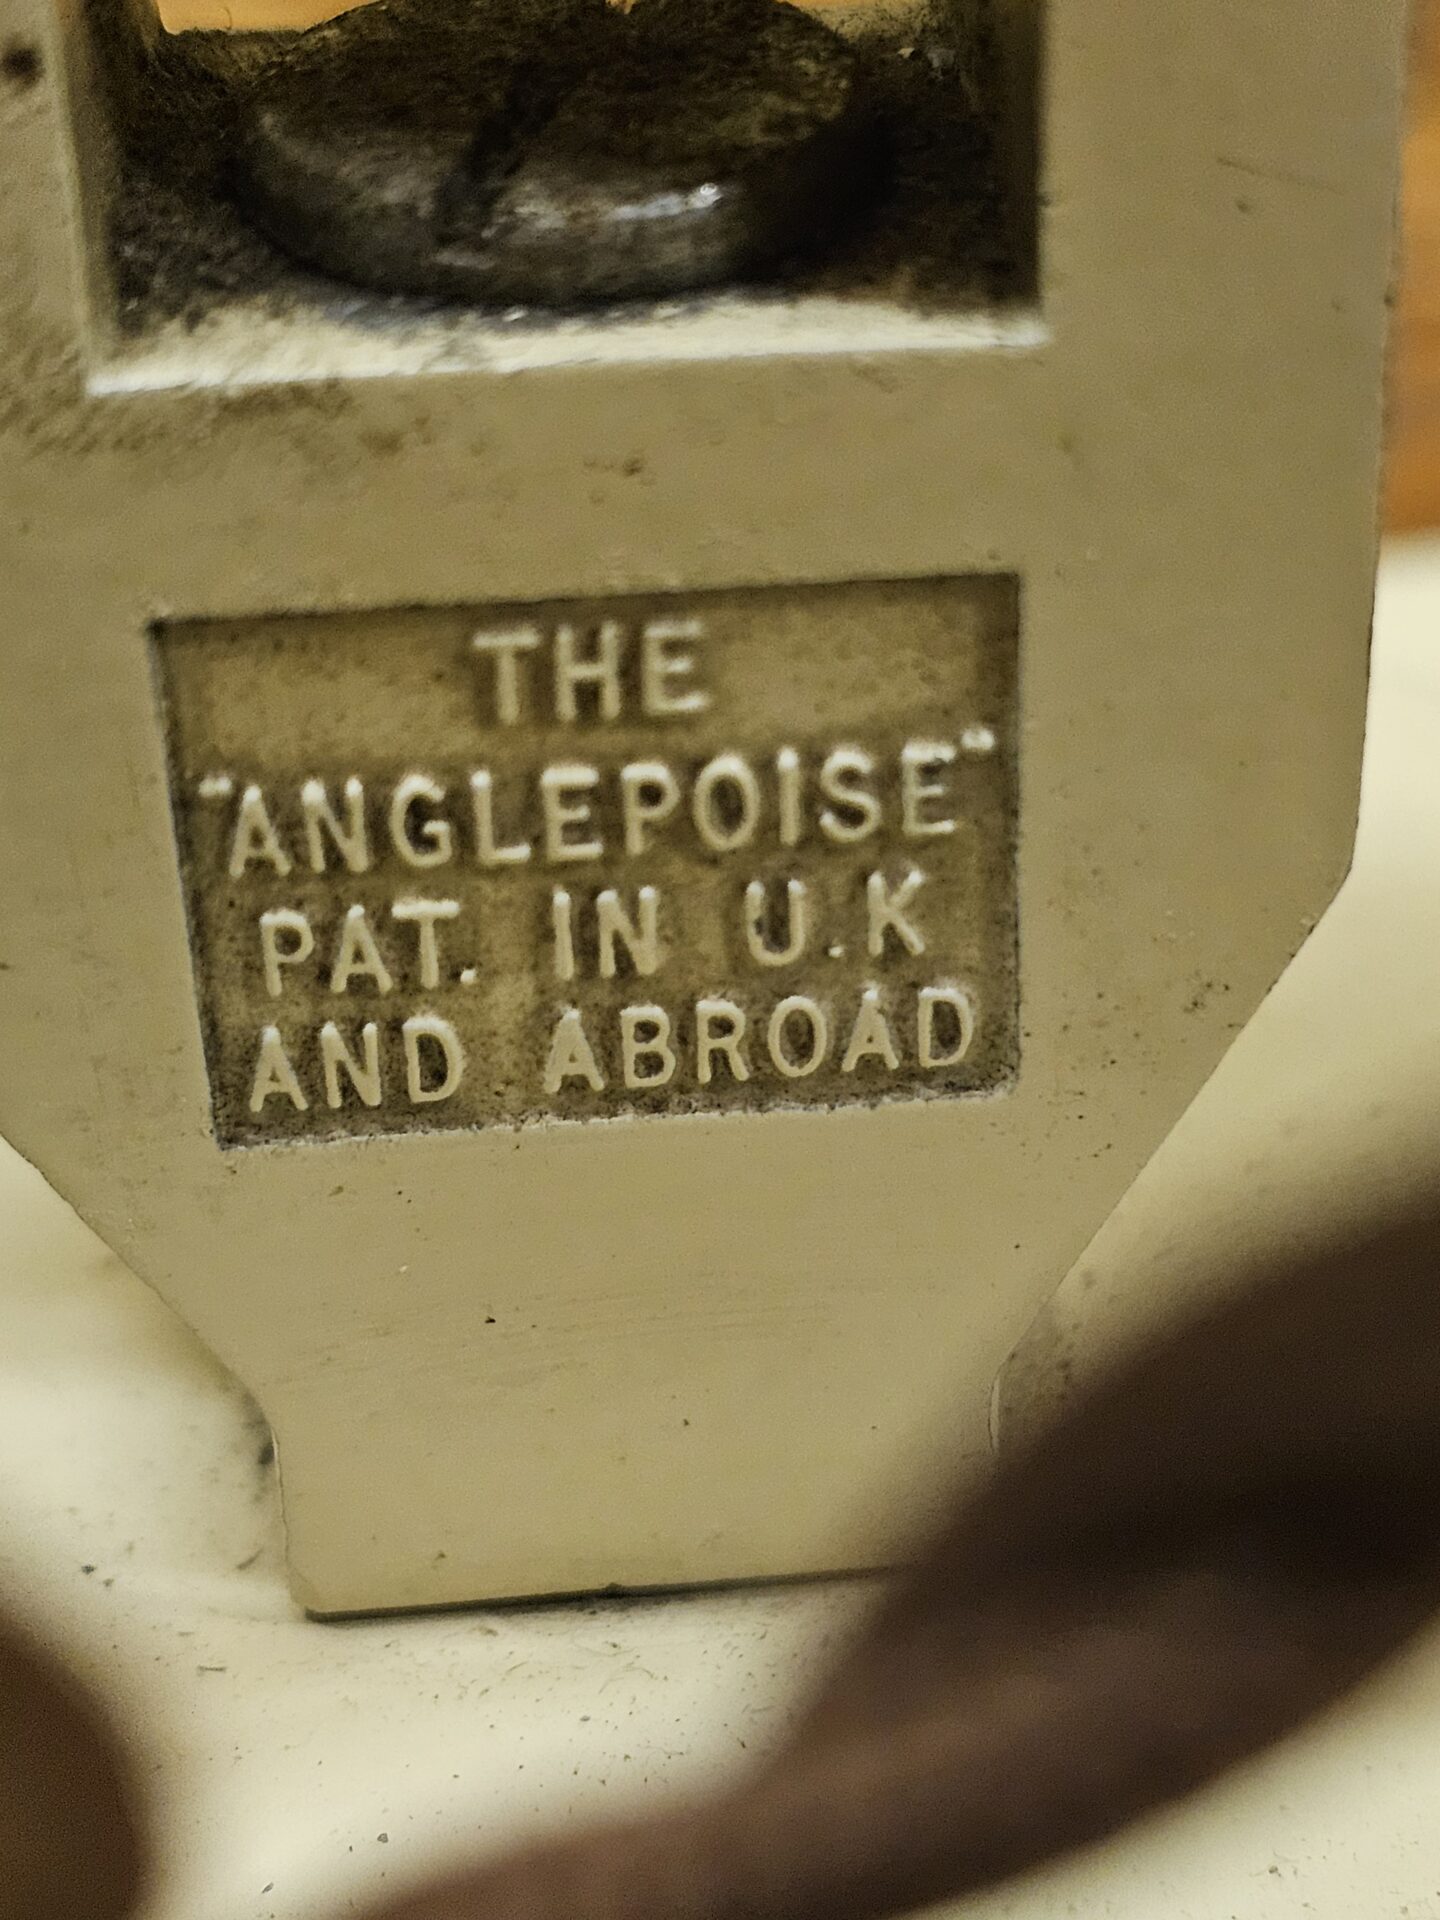 THE
"ANGLEPOISE"
PAT. IN U.K
AND ABROAD